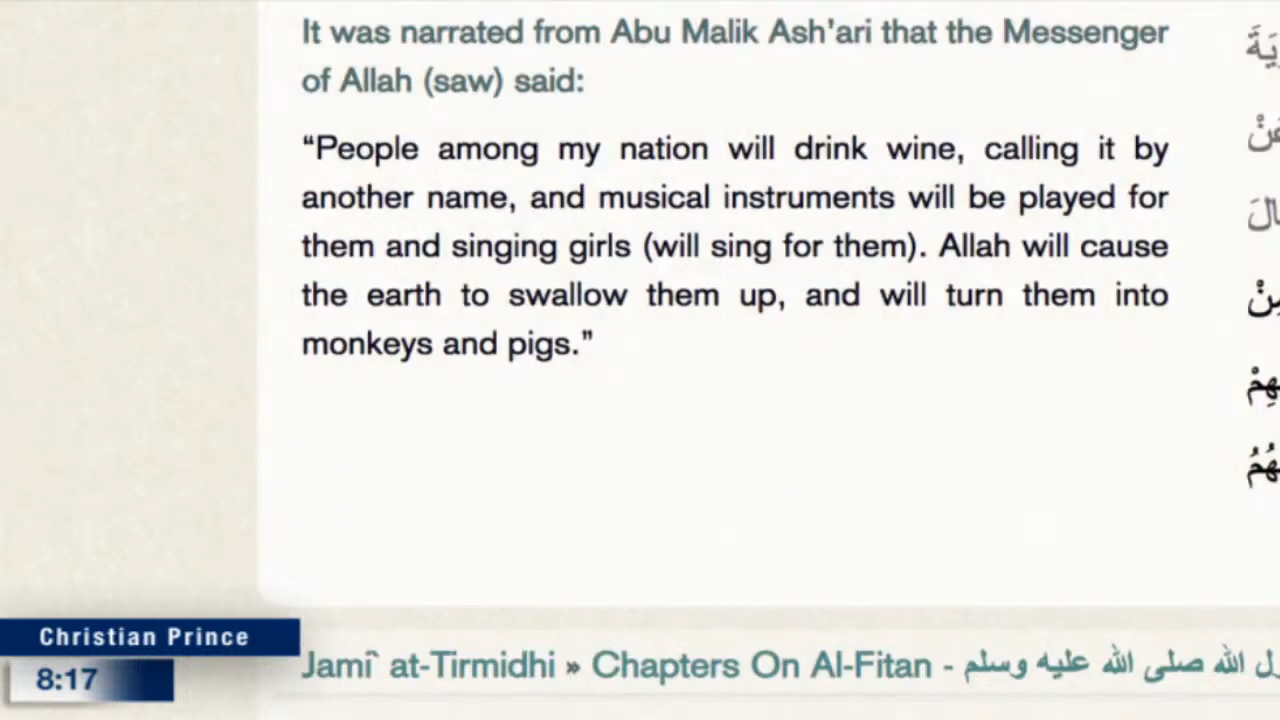 It was narrated from Abu Malik Ash'ari that the Messenger
of Allah (saw) said:
“People among my nation will drink wine, calling it by
another name, and musical instruments will be played for
them and singing girls (will sing for them). Allah will cause
the earth to swallow them up, and will turn them into
monkeys and pigs.”
Christian Prince
8:17
Jami` at-Tirmidhi » Chapters On Al-Fitan - ول الله صلى الله عليه وسلم